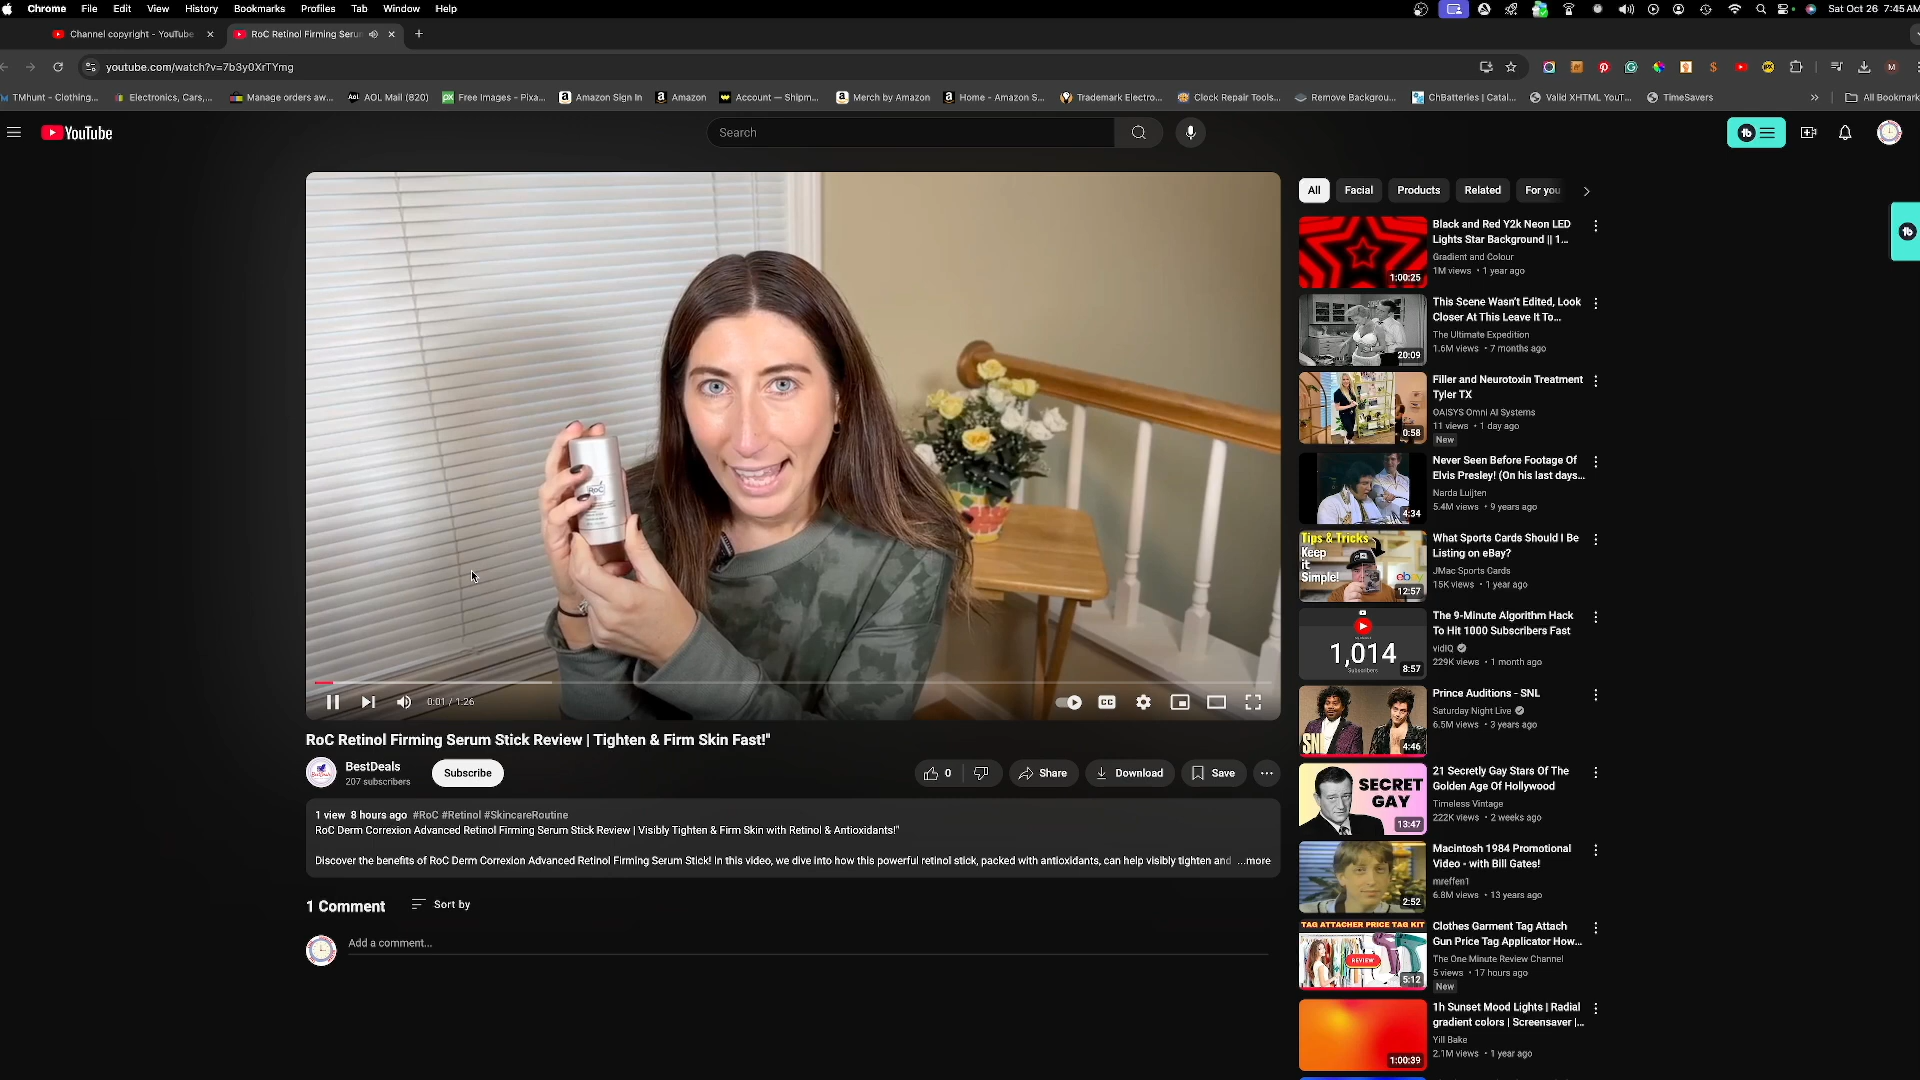 Chrome File Edit View History Bookmarks Profiles Tab Window Help
Sat Oct 26 7:45 AM
Channel copyright - YouTube
RoC Retinol Firming Serum
youtube.com/watch?v=7b3y0XrTYmg
TMhunt - Clothing... Electronics, Cars,... Manage orders aw... AOL Mail (820) Free Images - Pixa... Amazon Sign In Amazon Account — Shipm... Merch by Amazon Home - Amazon S... Trademark Electro... Clock Repair Tools... Remove Backgrou... ChBatteries | Catal... Valid XHTML YouT... TimeSavers » All Bookmark
YouTube
Search
RoC
0:01 / 1:26
CC
RoC Retinol Firming Serum Stick Review | Tighten & Firm Skin Fast!"
BestDeals
207 subscribers
Subscribe
0
Share
Download
Save
1 view 8 hours ago #RoC #Retinol #SkincareRoutine
RoC Derm Correxion Advanced Retinol Firming Serum Stick Review | Visibly Tighten & Firm Skin with Retinol & Antioxidants!"
Discover the benefits of RoC Derm Correxion Advanced Retinol Firming Serum Stick! In this video, we dive into how this powerful retinol stick, packed with antioxidants, can help visibly tighten and ...more
1 Comment
Sort by
Add a comment...
All Facial Products Related For you
Black and Red Y2k Neon LED
Lights Star Background || 1...
Gradient and Colour
1M views • 1 year ago
1:00:25
This Scene Wasn't Edited, Look
Closer At This Leave It To...
The Ultimate Expedition
1.6M views • 7 months ago
20:09
Filler and Neurotoxin Treatment
Tyler TX
OAISYS Omni AI Systems
11 views • 1 day ago
New
0:58
Never Seen Before Footage Of
Elvis Presley! (On his last days...
Narda Luijten
5.4M views • 9 years ago
4:34
Tips & Tricks
Keep
it
Simple!
ebay
12:57
What Sports Cards Should I Be
Listing on eBay?
JMac Sports Cards
15K views • 1 year ago
1,014
Subscribers
8:57
The 9-Minute Algorithm Hack
To Hit 1000 Subscribers Fast
vidIQ
229K views • 1 month ago
SNL
4:46
Prince Auditions - SNL
Saturday Night Live
6.5M views • 3 years ago
SECRET
GAY
13:47
21 Secretly Gay Stars Of The
Golden Age Of Hollywood
Timeless Vintage
222K views • 2 weeks ago
2:52
Macintosh 1984 Promotional
Video - with Bill Gates!
mreffen1
6.8M views • 13 years ago
TAG ATTACHER PRICE TAG KIT
REVIEW
5:12
Clothes Garment Tag Attach
Gun Price Tag Applicator How...
The One Minute Review Channel
5 views • 17 hours ago
New
1:00:39
1h Sunset Mood Lights | Radial
gradient colors | Screensaver |...
Yill Bake
2.1M views • 1 year ago